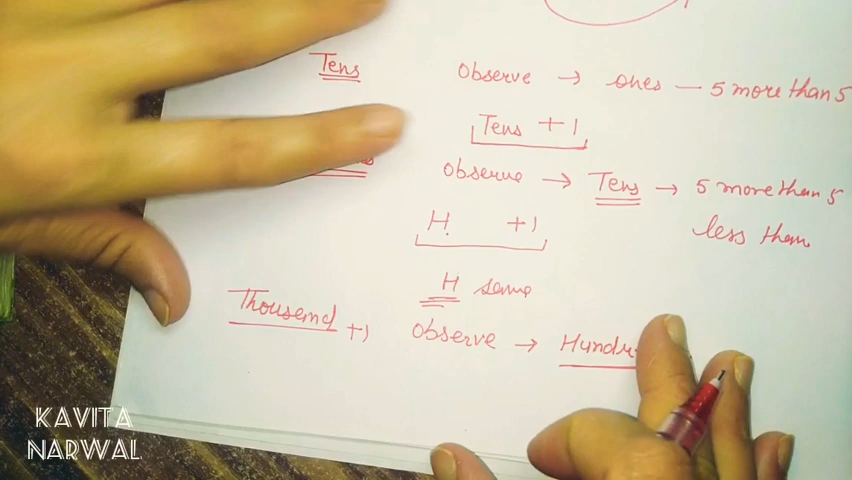 Tens Observe → ones — 5 more than 5
Tens +1
Observe → Tens → 5 more than 5
H +1 less than
H same
Thousand +1 Observe →
KAVITA
NARWAL